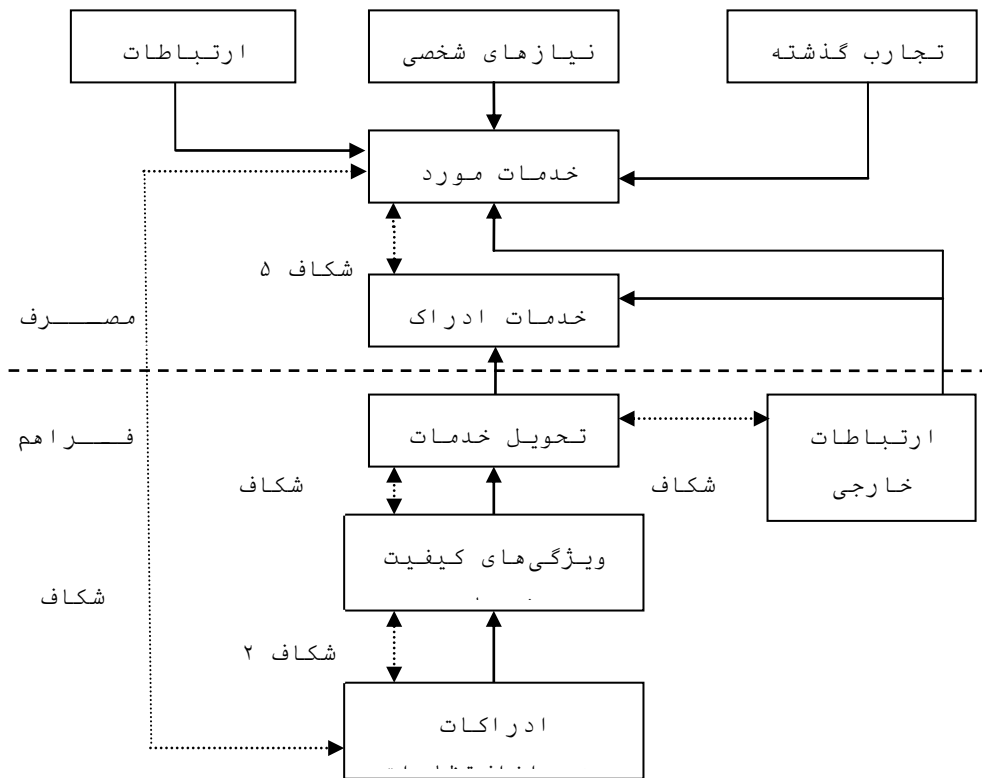 تجارب گذشته
نیازهای شخصی
ارتباطات
خدمات مورد
شکاف ۵
خدمات ادراک
مصرف
فراهم
تحویل خدمات
ارتباطات
خارجی
شکاف
شکاف
ویژگی‌های کیفیت
شکاف
شکاف ۲
ادراکات